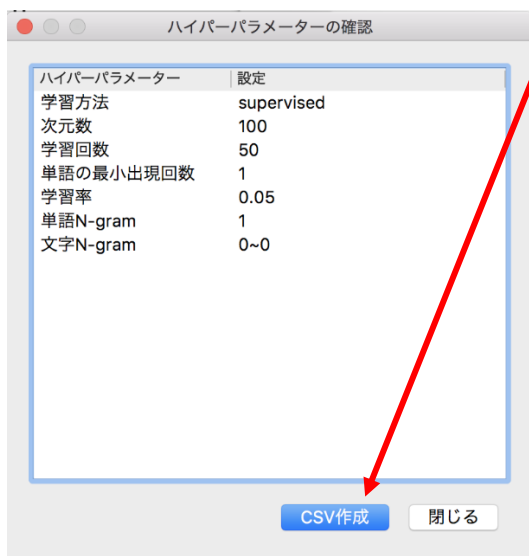 ハイパーパラメーターの確認
ハイパーパラメーター 設定
学習方法 supervised
次元数 100
学習回数 50
単語の最小出現回数 1
学習率 0.05
単語N-gram 1
文字N-gram 0~0
CSV作成 閉じる